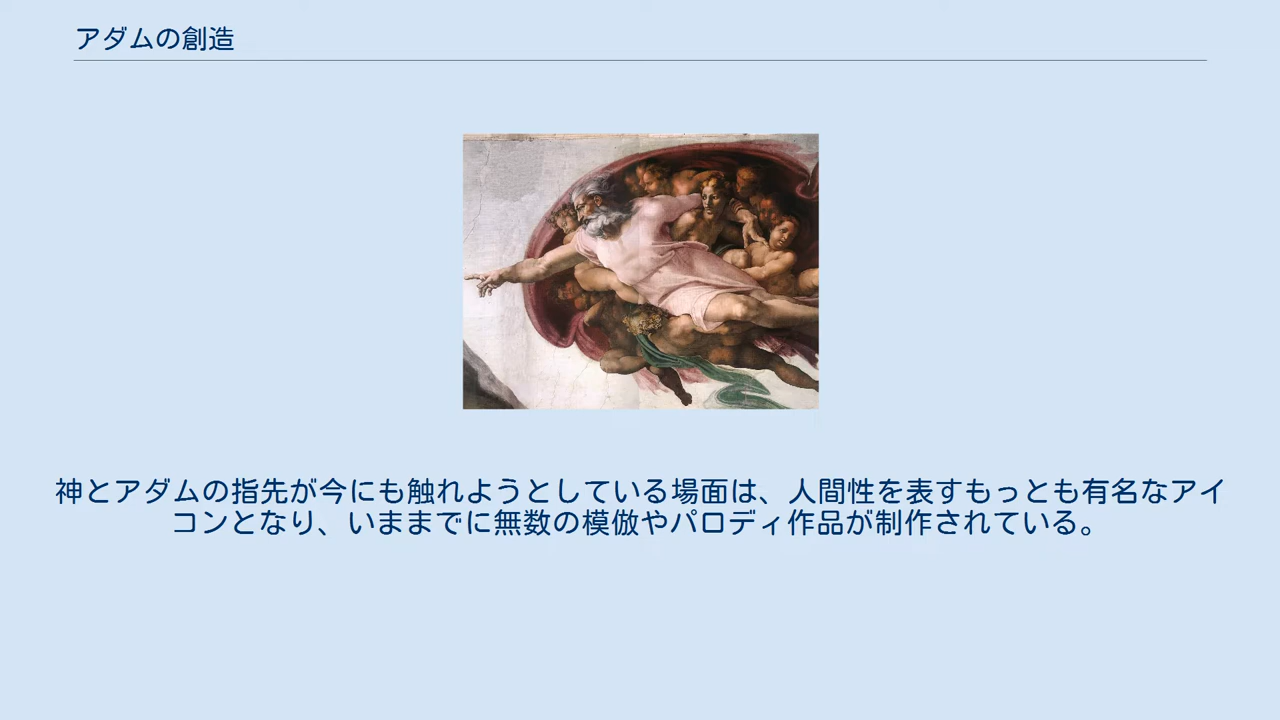 アダムの創造
神とアダムの指先が今にも触れようとしている場面は、人間性を表すもっとも有名なアイ
コンとなり、いままでに無数の模倣やパロディ作品が制作されている。